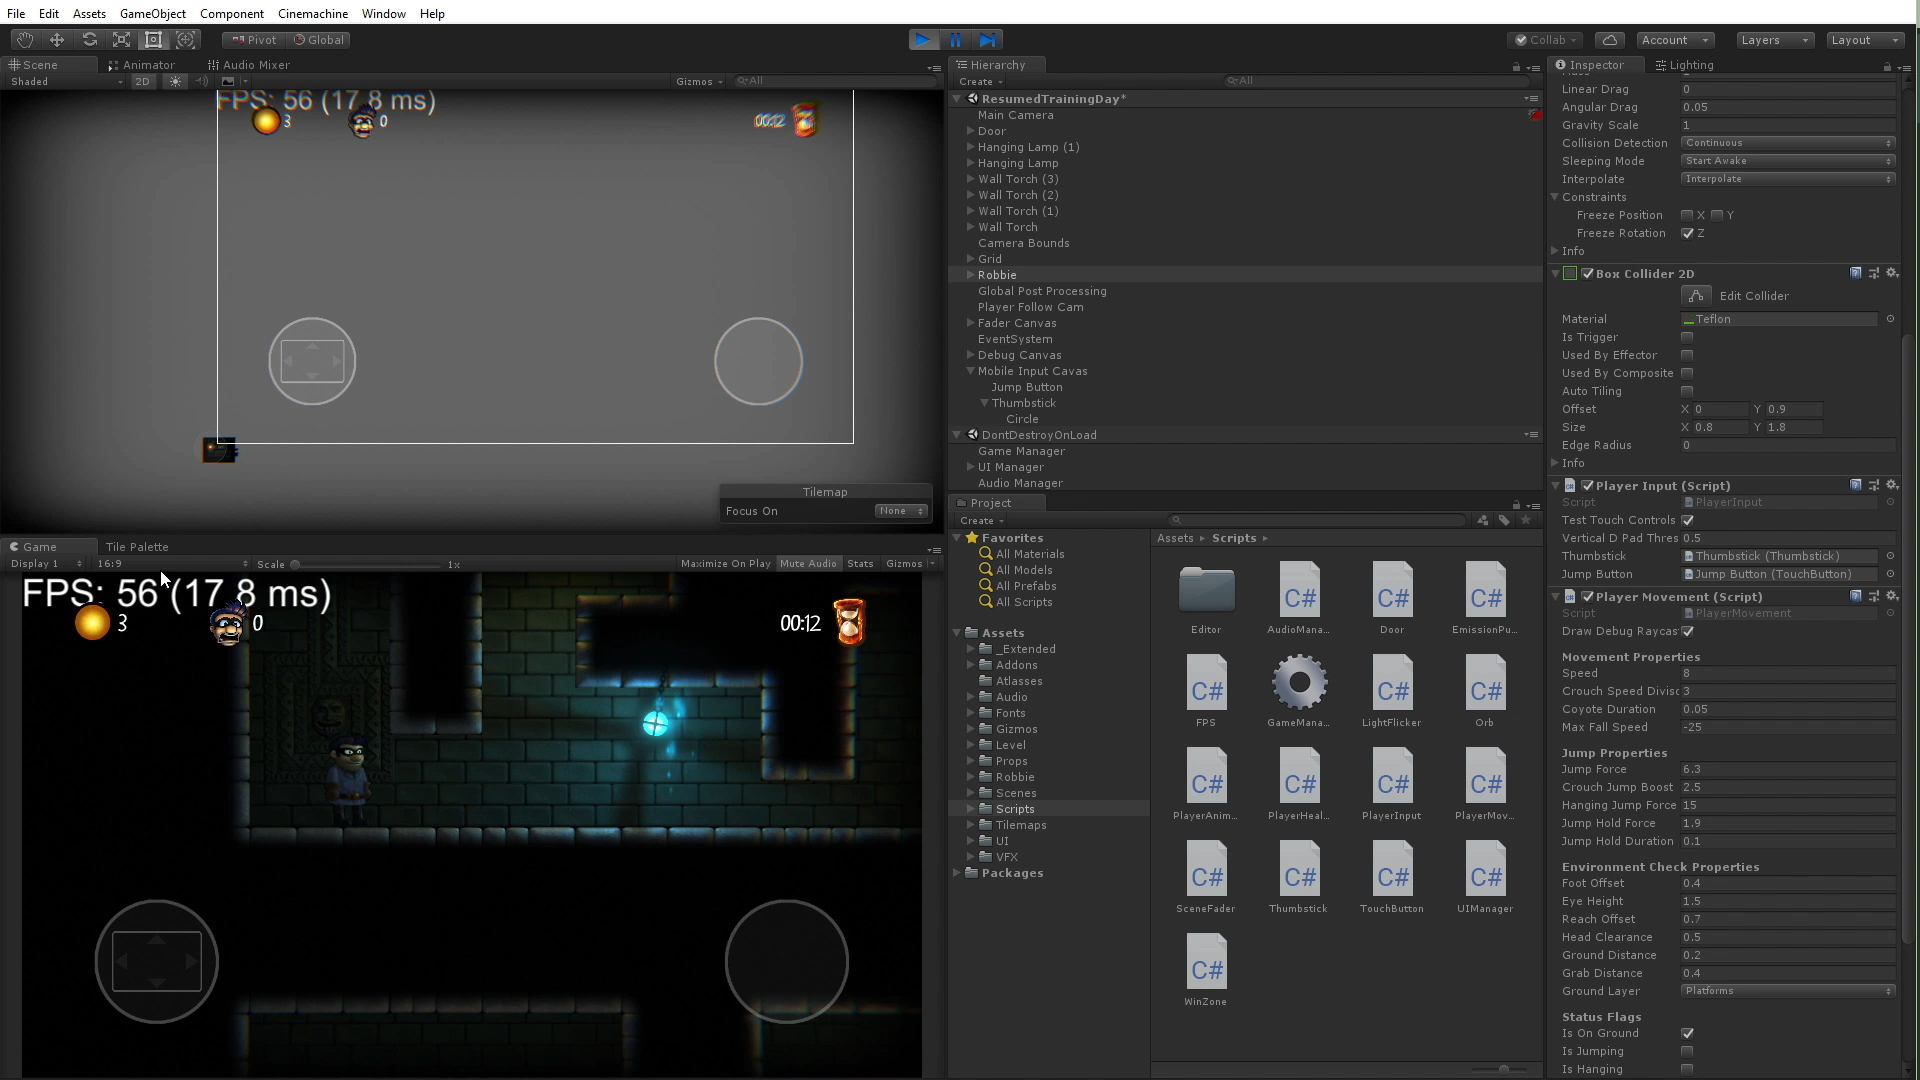 File Edit Assets GameObject Component Cinemachine Window Help
Pivot Global
Collab Account Layers Layout
Scene Animator Audio Mixer
Shaded 2D Gizmos All
FPS: 56 (17.8 ms)
3 0 00:12
Tilemap
Focus On None
Game Tile Palette
Display 1 16:9 Scale 1x Maximize On Play Mute Audio Stats Gizmos
FPS: 56 (17.8 ms)
3 0 00:12
Hierarchy
Create All
ResumedTrainingDay*
Main Camera
Door
Hanging Lamp (1)
Hanging Lamp
Wall Torch (3)
Wall Torch (2)
Wall Torch (1)
Wall Torch
Camera Bounds
Grid
Robbie
Global Post Processing
Player Follow Cam
Fader Canvas
EventSystem
Debug Canvas
Mobile Input Cavas
Jump Button
Thumbstick
Circle
DontDestroyOnLoad
Game Manager
UI Manager
Audio Manager
Project
Create
Favorites
All Materials
All Models
All Prefabs
All Scripts
Assets
_Extended
Addons
Atlasses
Audio
Fonts
Gizmos
Level
Props
Robbie
Scenes
Scripts
Tilemaps
UI
VFX
Packages
Assets Scripts
C# C# C#
Editor AudioMana... Door EmissionPu...
C# C# C#
FPS GameMana... LightFlicker Orb
C# C# C# C#
PlayerAnim... PlayerHeal... PlayerInput PlayerMov...
C# C# C# C#
SceneFader Thumbstick TouchButton UIManager
C#
WinZone
Inspector Lighting
Linear Drag 0
Angular Drag 0.05
Gravity Scale 1
Collision Detection Continuous
Sleeping Mode Start Awake
Interpolate Interpolate
Constraints
Freeze Position X Y
Freeze Rotation Z
Info
Box Collider 2D
Edit Collider
Material Teflon
Is Trigger
Used By Effector
Used By Composite
Auto Tiling
Offset X 0 Y 0.9
Size X 0.8 Y 1.8
Edge Radius 0
Info
Player Input (Script)
Script PlayerInput
Test Touch Controls
Vertical D Pad Thres 0.5
Thumbstick Thumbstick (Thumbstick)
Jump Button Jump Button (TouchButton)
Player Movement (Script)
Script PlayerMovement
Draw Debug Raycas
Movement Properties
Speed 8
Crouch Speed Divisc 3
Coyote Duration 0.05
Max Fall Speed -25
Jump Properties
Jump Force 6.3
Crouch Jump Boost 2.5
Hanging Jump Force 15
Jump Hold Force 1.9
Jump Hold Duration 0.1
Environment Check Properties
Foot Offset 0.4
Eye Height 1.5
Reach Offset 0.7
Head Clearance 0.5
Ground Distance 0.2
Grab Distance 0.4
Ground Layer Platforms
Status Flags
Is On Ground
Is Jumping
Is Hanging